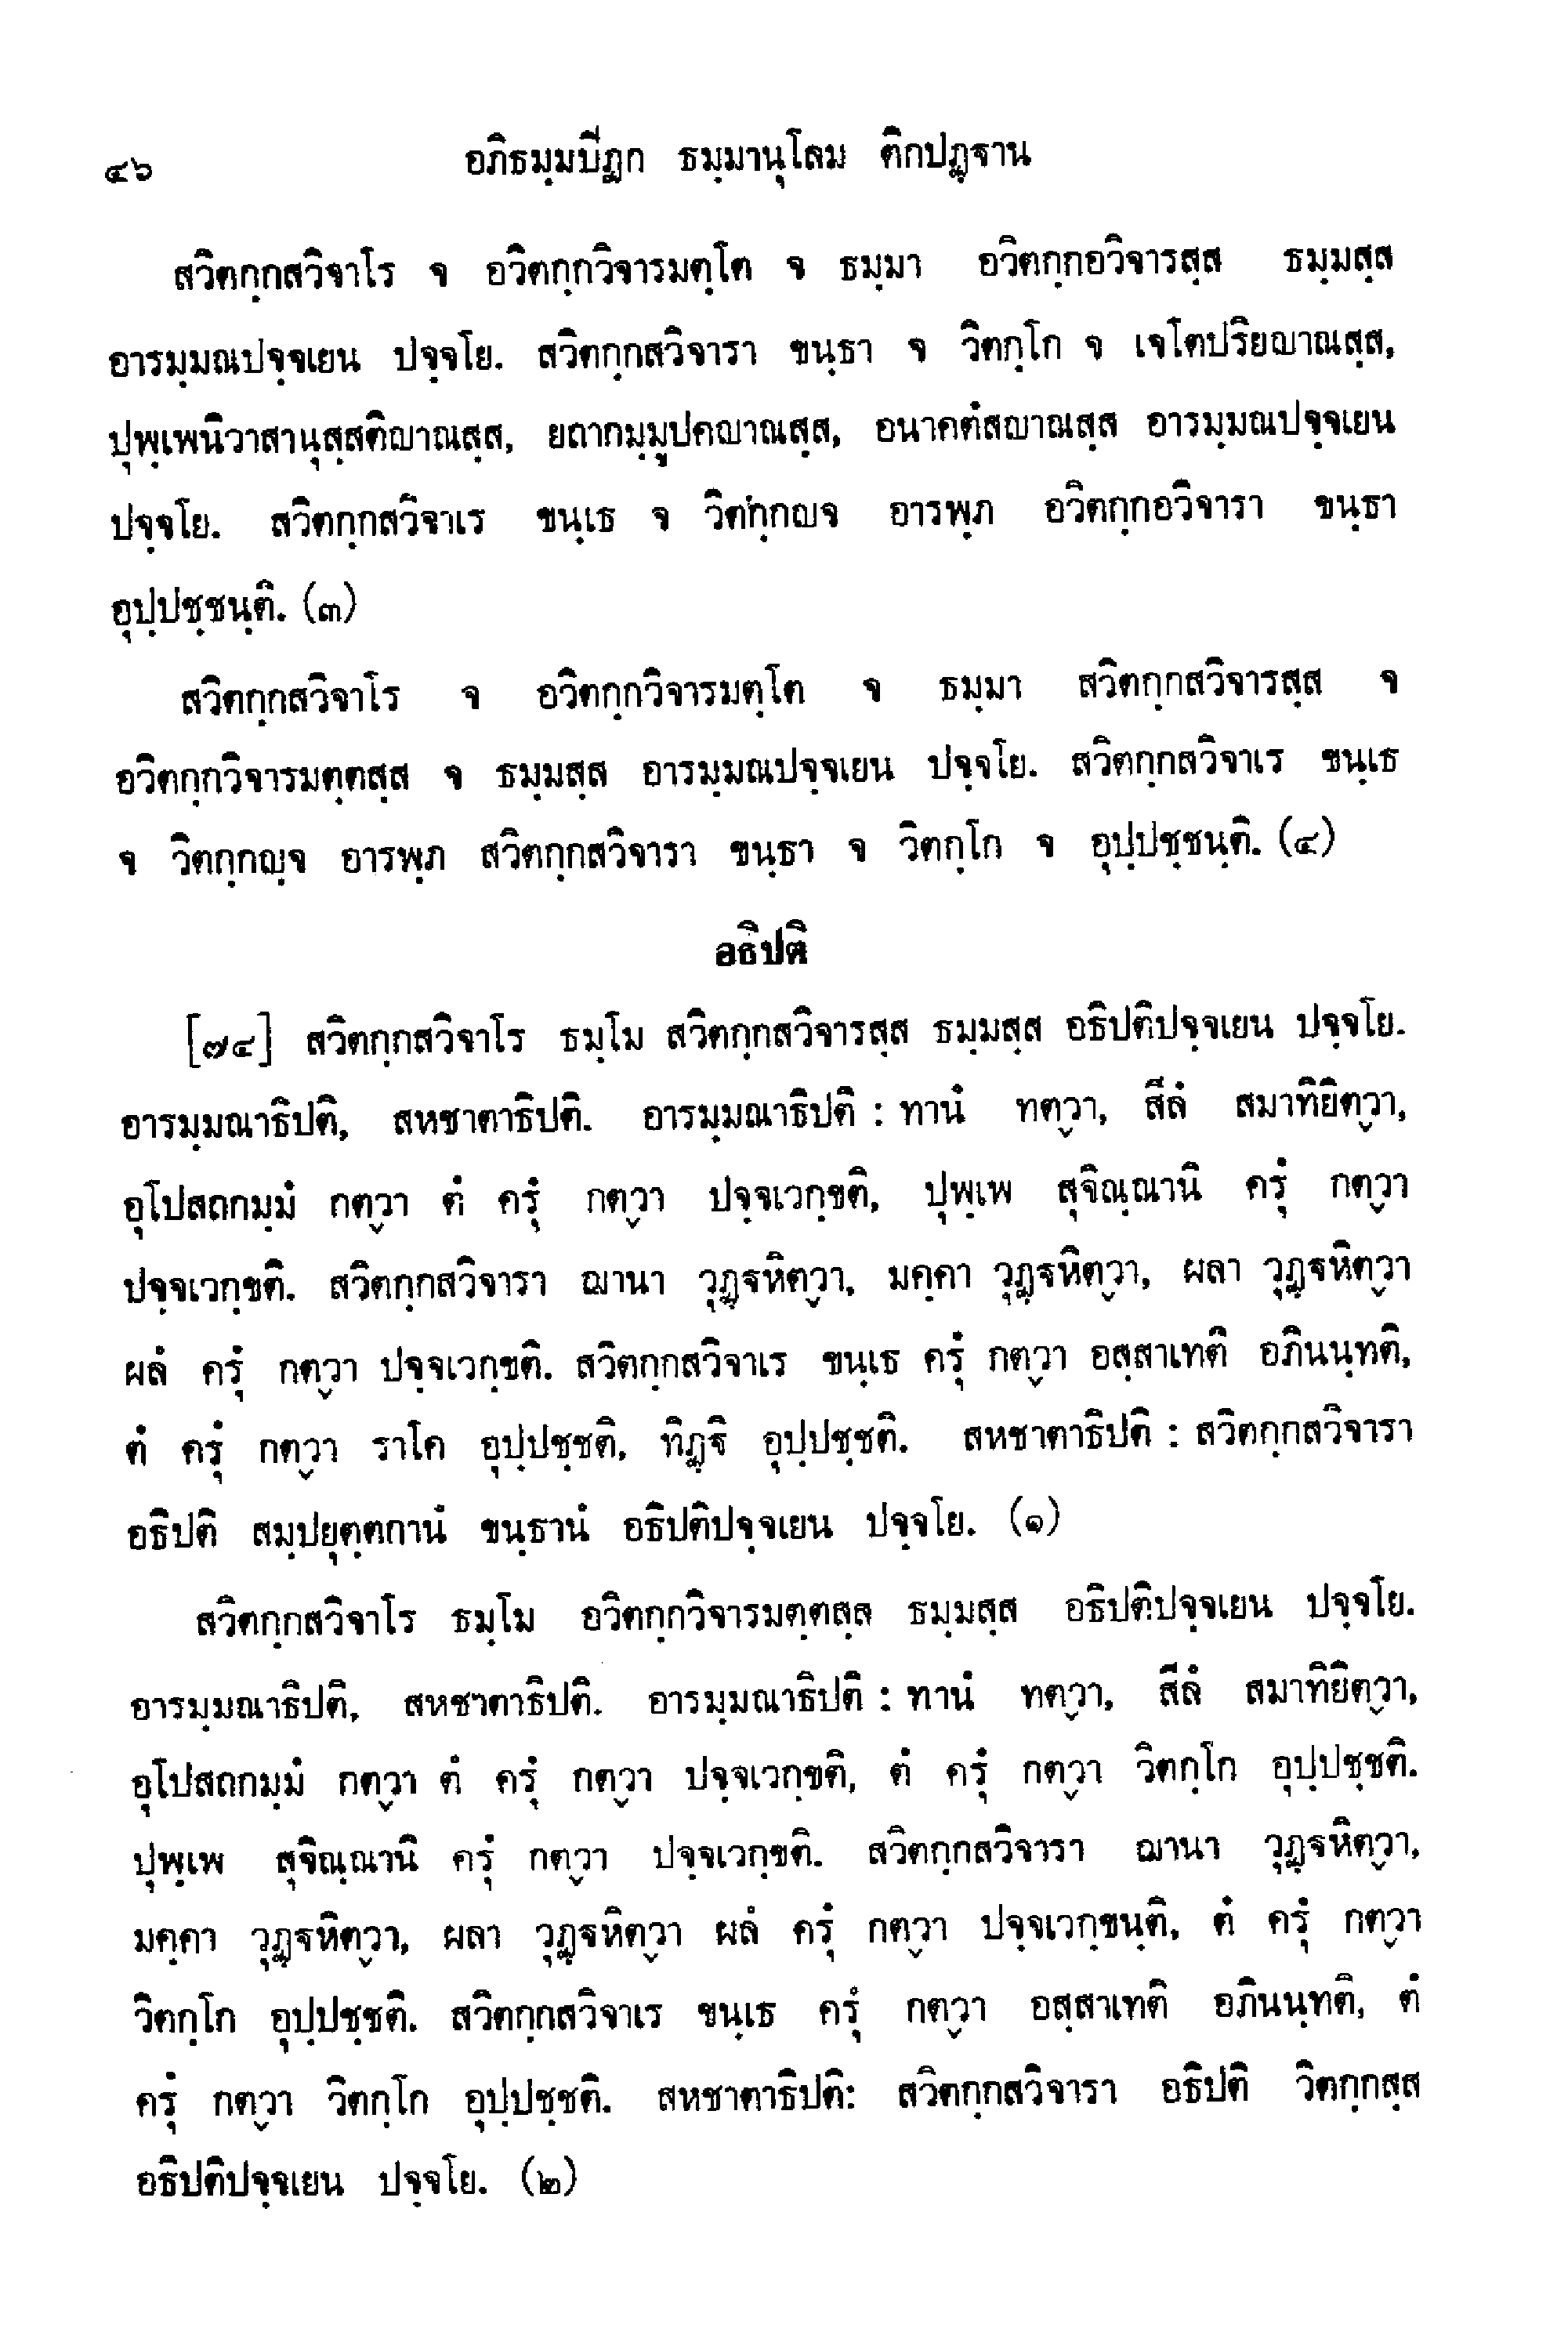 ๔๖ อภิธมฺมปีฏก ธมฺมานุโลม ติกปฏฺฐาน
สวิตกฺกสวิจาโร จ อวิตกฺกวิจารมตฺโต จ ธมฺมา อวิตกฺกอวิจารสฺส ธมฺมสฺส
อารมฺมณปจฺจเยน ปจฺจโย. สวิตกฺกสวิจารา ขนฺธา จ วิตกฺโก จ เจโตปริยญาณสฺส,
ปุพฺเพนิวาสานุสฺสติญาณสฺส, ยถากมฺมูปคญาณสฺส, อนาคตํสญาณสฺส อารมฺมณปจฺจเยน
ปจฺจโย. สวิตกฺกสวิจาเร ขนฺเธ จ วิตกฺกญจ อารพฺภ อวิตกฺกอวิจารา ขนฺธา
อุปฺปชฺชนฺติ. (๓)
สวิตกฺกสวิจาโร จ อวิตกฺกวิจารมตฺโต จ ธมฺมา สวิตกฺกสวิจารสฺส จ
อวิตกฺกวิจารมตฺตสฺส จ ธมฺมสฺส อารมฺมณปจฺจเยน ปจฺจโย. สวิตกฺกสวิจาเร ขนฺเธ
จ วิตกฺกญฺจ อารพฺภ สวิตกฺกสวิจารา ขนฺธา จ วิตกฺโก จ อุปฺปชฺชนฺติ. (๔)
อธิปติ
[๗๔] สวิตกฺกสวิจาโร ธมฺโม สวิตกฺกสวิจารสฺส ธมฺมสฺส อธิปติปจฺจเยน ปจฺจโย.
อารมฺมณาธิปติ, สหชาตาธิปติ. อารมฺมณาธิปติ : ทานํ ทตฺวา, สีลํ สมาทิยิตฺวา,
อุโปสถกมฺมํ กตฺวา ตํ ครุํ กตฺวา ปจฺจเวกฺขติ, ปุพฺเพ สุจิณฺณานิ ครุํ กตฺวา
ปจฺจเวกฺขติ. สวิตกฺกสวิจารา ฌานา วุฏฺฐหิตฺวา, มคฺคา วุฏฺฐหิตฺวา, ผลา วุฏฺฐหิตฺวา
ผลํ ครุํ กตฺวา ปจฺจเวกฺขติ. สวิตกฺกสวิจาเร ขนฺเธ ครุํ กตฺวา อสฺสาเทติ อภินนฺทติ,
ตํ ครุํ กตฺวา ราโค อุปฺปชฺชติ, ทิฏฺฐิ อุปฺปชฺชติ. สหชาตาธิปติ : สวิตกฺกสวิจารา
อธิปติ สมฺปยุตฺตกานํ ขนฺธานํ อธิปติปจฺจเยน ปจฺจโย. (๑)
สวิตกฺกสวิจาโร ธมฺโม อวิตกฺกวิจารมตฺตสฺส ธมฺมสฺส อธิปติปจฺจเยน ปจฺจโย.
อารมฺมณาธิปติ, สหชาตาธิปติ. อารมฺมณาธิปติ : ทานํ ทตฺวา, สีลํ สมาทิยิตฺวา,
อุโปสถกมฺมํ กตฺวา ตํ ครุํ กตฺวา ปจฺจเวกฺขติ, ตํ ครุํ กตฺวา วิตกฺโก อุปฺปชฺชติ.
ปุพฺเพ สุจิณฺณานิ ครุํ กตฺวา ปจฺจเวกฺขติ. สวิตกฺกสวิจารา ฌานา วุฏฺฐหิตฺวา,
มคฺคา วุฏฺฐหิตฺวา, ผลา วุฏฺฐหิตฺวา ผลํ ครุํ กตฺวา ปจฺจเวกฺขนฺติ, ตํ ครุํ กตฺวา
วิตกฺโก อุปฺปชฺชติ. สวิตกฺกสวิจาเร ขนฺเธ ครุํ กตฺวา อสฺสาเทติ อภินนฺทติ, ตํ
ครุํ กตฺวา วิตกฺโก อุปฺปชฺชติ. สหชาตาธิปติ: สวิตกฺกสวิจารา อธิปติ วิตกฺกสฺส
อธิปติปจฺจเยน ปจฺจโย. (๒)